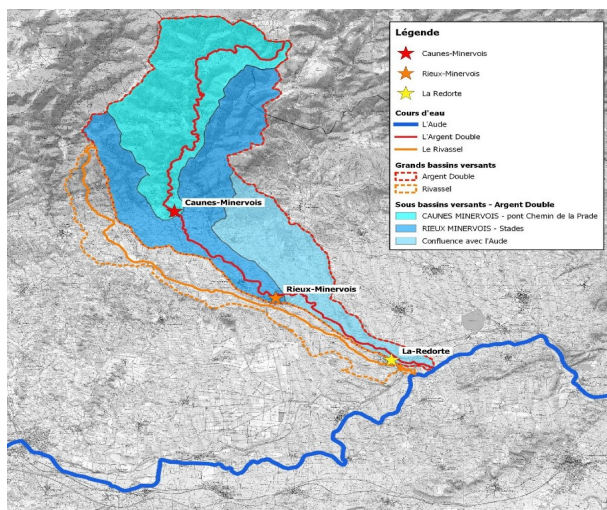 Légende
Caunes-Minervois
Rieux-Minervois
La Redorte
Cours d'eau
L'Aude
L'Argent Double
Le Rivassel
Grands bassins versants
Argent Double
Rivassel
Sous bassins versants - Argent Double
CAUNES MINERVOIS - pont Chemin de la Prade
RIEUX MINERVOIS - Stades
Confluence avec l'Aude
Caunes-Minervois
Rieux-Minervois
La-Redorte